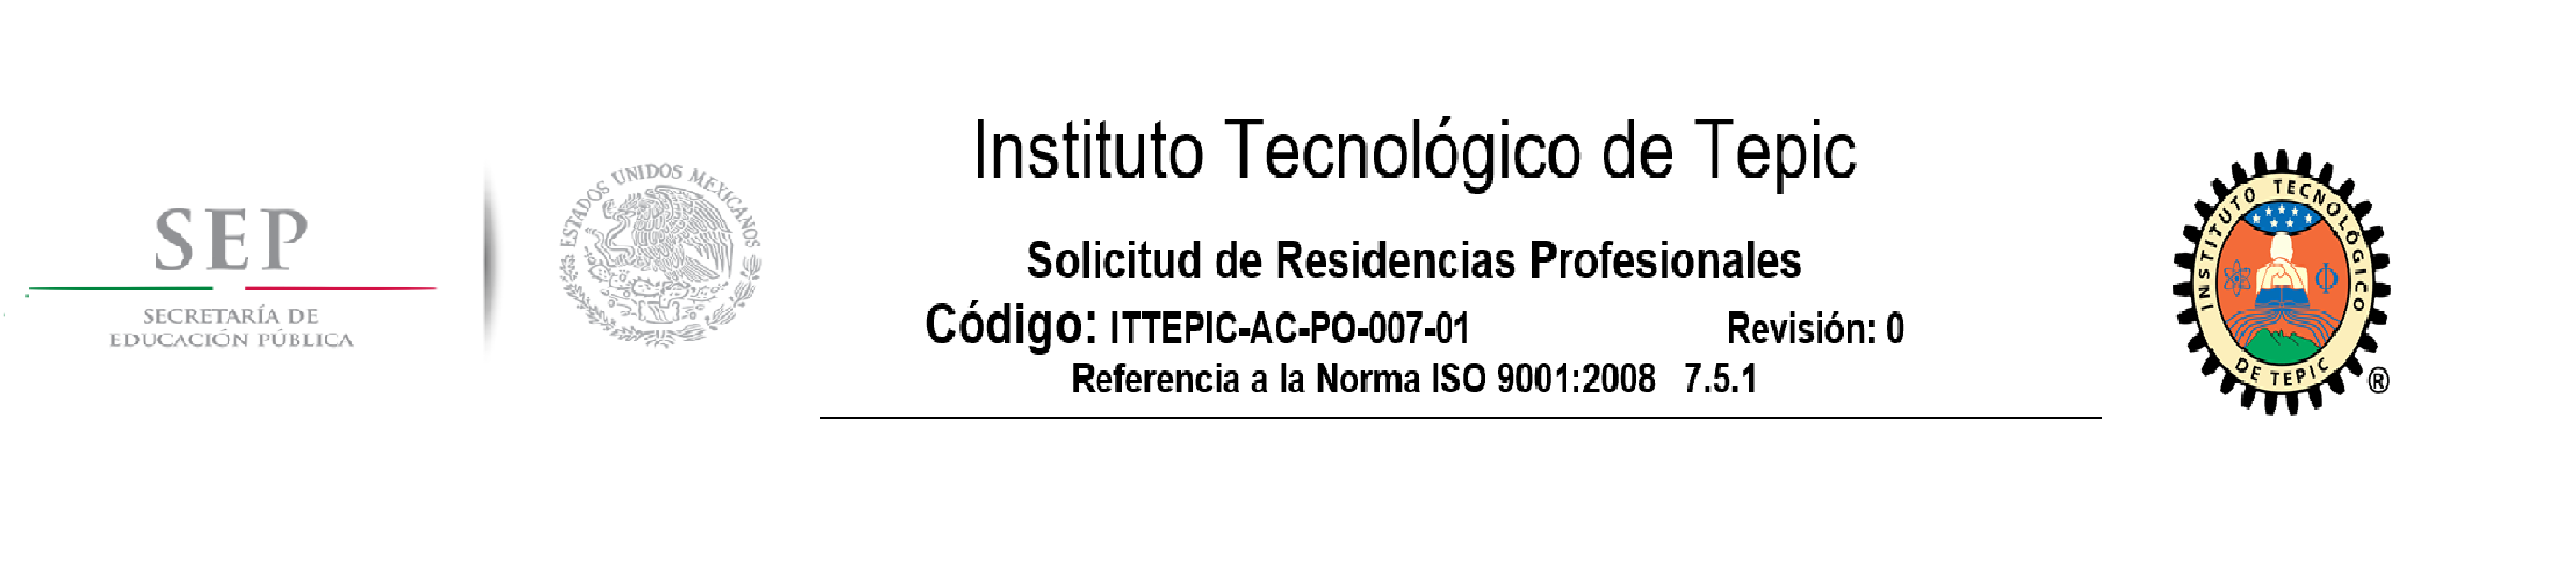 SEP
SECRETARÍA DE
EDUCACIÓN PÚBLICA
ESTADOS UNIDOS MEXICANOS
Instituto Tecnológico de Tepic
Solicitud de Residencias Profesionales
Código: ITTEPIC-AC-PO-007-01 Revisión: 0
Referencia a la Norma ISO 9001:2008 7.5.1
INSTITUTO TECNOLÓGICO
DE TEPIC
®